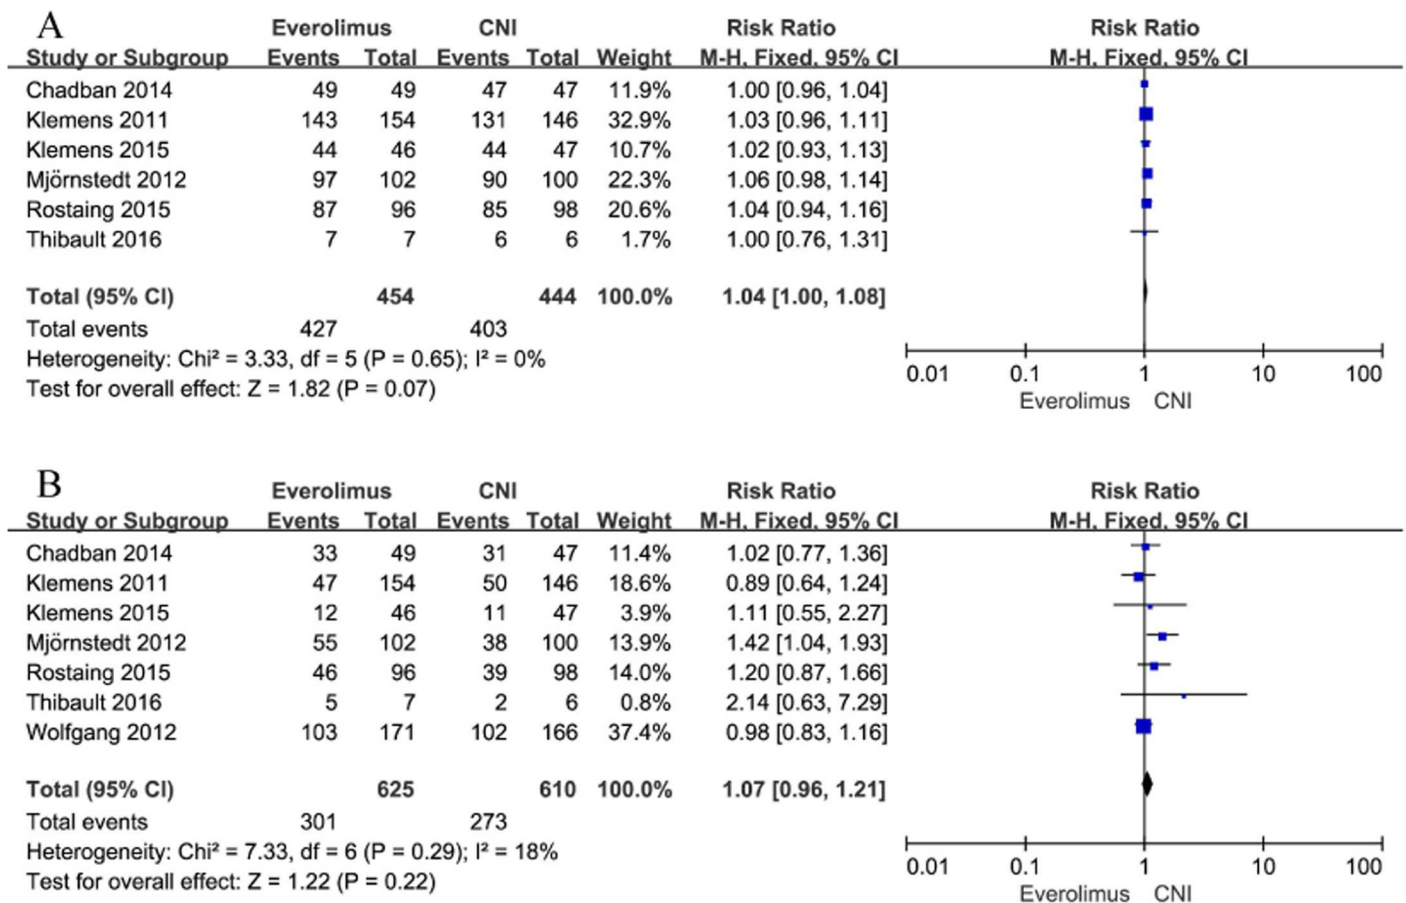 A
Everolimus CNI Risk Ratio Risk Ratio
Study or Subgroup Events Total Events Total Weight M-H, Fixed, 95% CI M-H, Fixed, 95% CI
Chadban 2014 49 49 47 47 11.9% 1.00 [0.96, 1.04]
Klemens 2011 143 154 131 146 32.9% 1.03 [0.96, 1.11]
Klemens 2015 44 46 44 47 10.7% 1.02 [0.93, 1.13]
Mjörnstedt 2012 97 102 90 100 22.3% 1.06 [0.98, 1.14]
Rostaing 2015 87 96 85 98 20.6% 1.04 [0.94, 1.16]
Thibault 2016 7 7 6 6 1.7% 1.00 [0.76, 1.31]
Total (95% CI) 454 444 100.0% 1.04 [1.00, 1.08]
Total events 427 403
Heterogeneity: Chi² = 3.33, df = 5 (P = 0.65); I² = 0%
Test for overall effect: Z = 1.82 (P = 0.07)
0.01 0.1 1 10 100
Everolimus CNI
B
Everolimus CNI Risk Ratio Risk Ratio
Study or Subgroup Events Total Events Total Weight M-H, Fixed, 95% CI M-H, Fixed, 95% CI
Chadban 2014 33 49 31 47 11.4% 1.02 [0.77, 1.36]
Klemens 2011 47 154 50 146 18.6% 0.89 [0.64, 1.24]
Klemens 2015 12 46 11 47 3.9% 1.11 [0.55, 2.27]
Mjörnstedt 2012 55 102 38 100 13.9% 1.42 [1.04, 1.93]
Rostaing 2015 46 96 39 98 14.0% 1.20 [0.87, 1.66]
Thibault 2016 5 7 2 6 0.8% 2.14 [0.63, 7.29]
Wolfgang 2012 103 171 102 166 37.4% 0.98 [0.83, 1.16]
Total (95% CI) 625 610 100.0% 1.07 [0.96, 1.21]
Total events 301 273
Heterogeneity: Chi² = 7.33, df = 6 (P = 0.29); I² = 18%
Test for overall effect: Z = 1.22 (P = 0.22)
0.01 0.1 1 10 100
Everolimus CNI